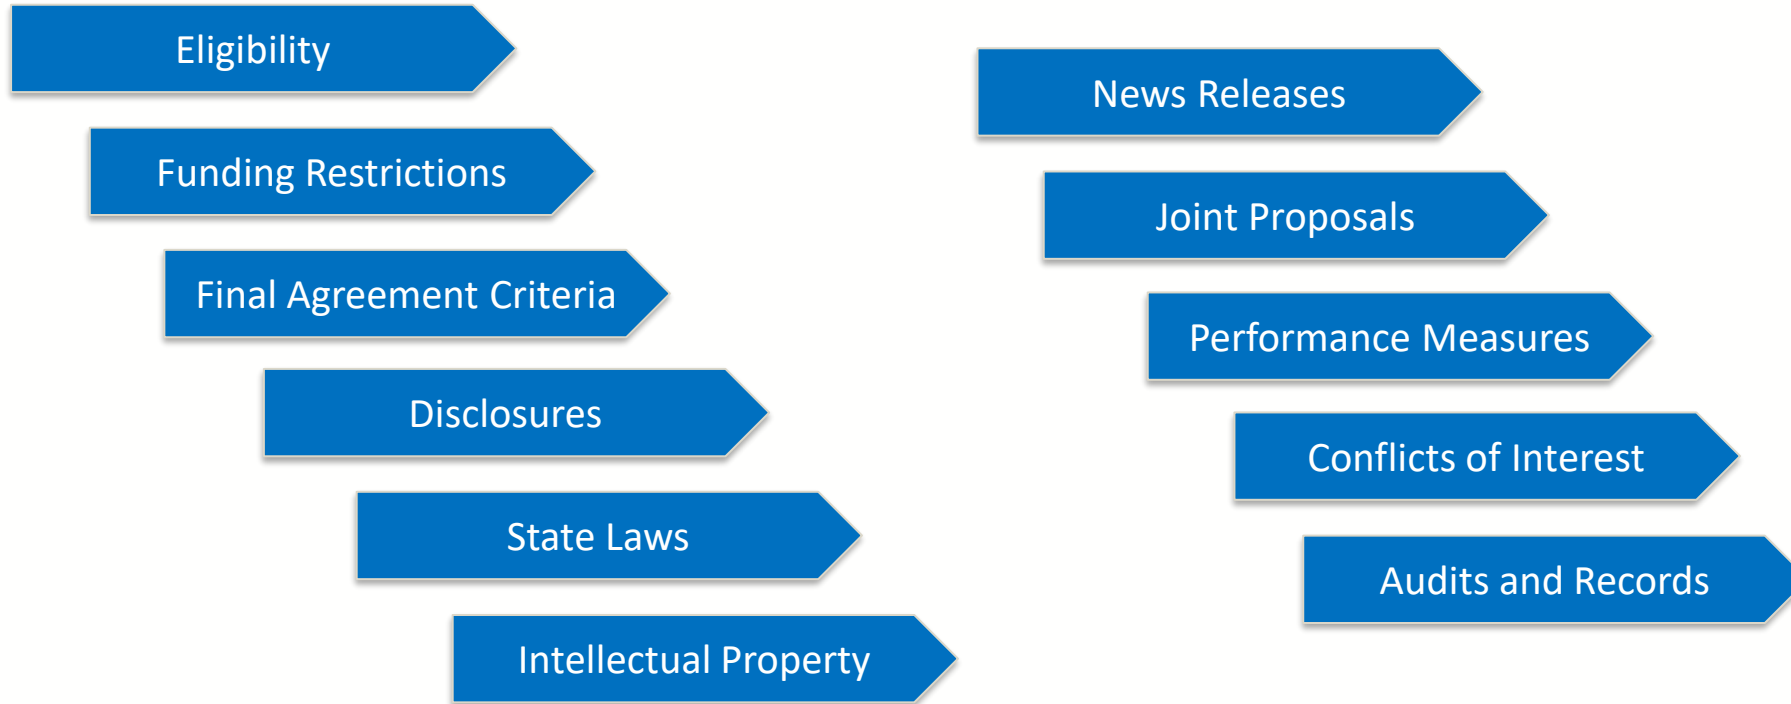 Eligibility
Funding Restrictions
Final Agreement Criteria
Disclosures
State Laws
Intellectual Property
News Releases
Joint Proposals
Performance Measures
Conflicts of Interest
Audits and Records